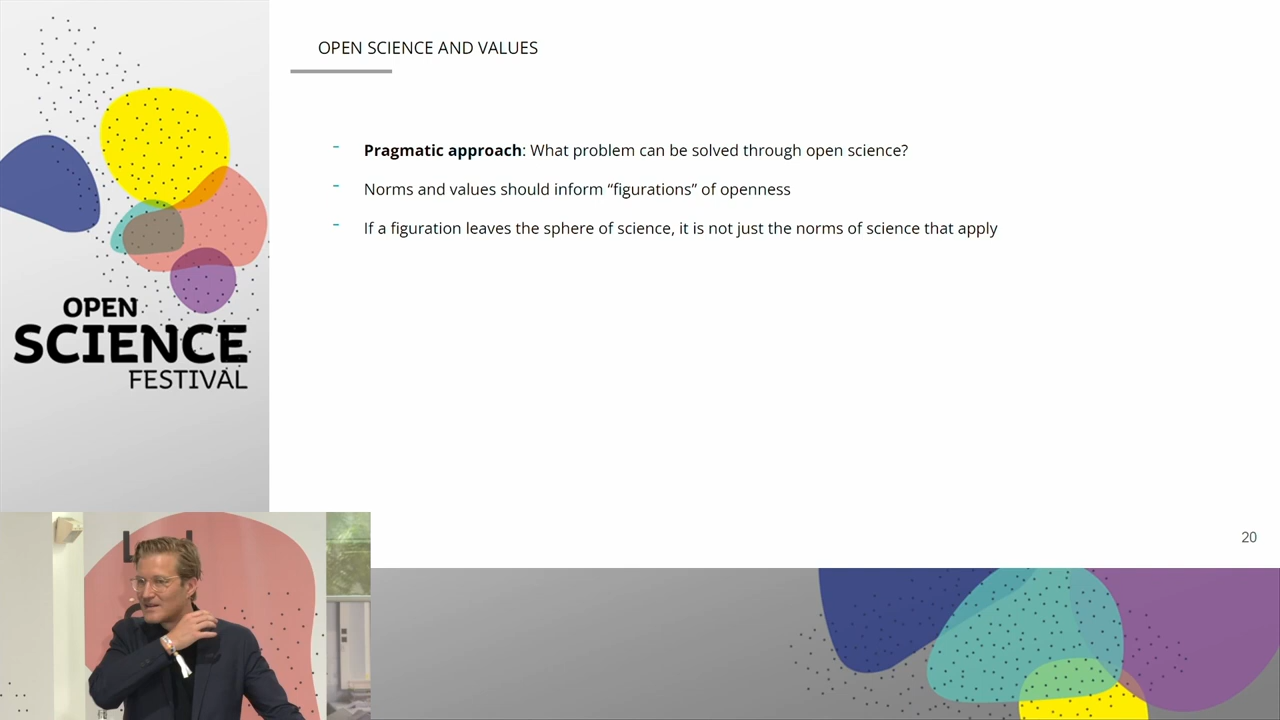 OPEN SCIENCE AND VALUES
- Pragmatic approach: What problem can be solved through open science?
- Norms and values should inform “figurations” of openness
- If a figuration leaves the sphere of science, it is not just the norms of science that apply
OPEN
SCIENCE
FESTIVAL
20